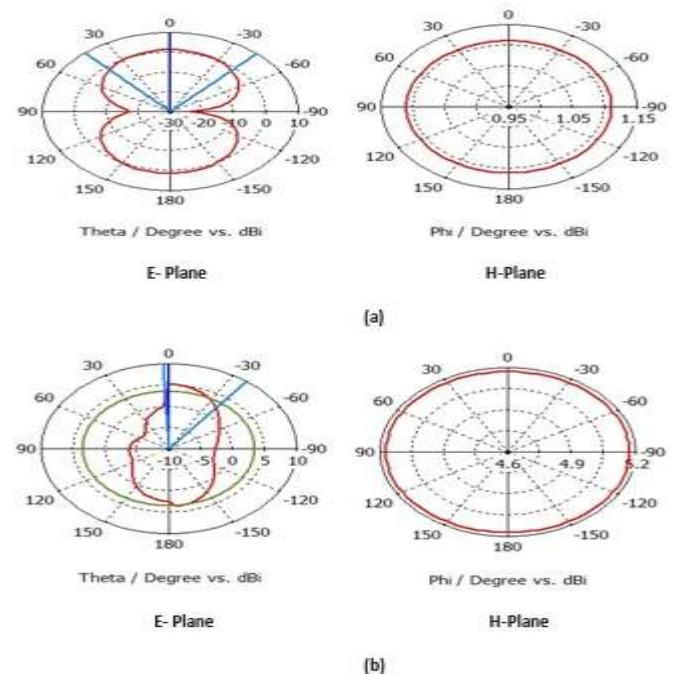 0
30 -30
60 -60
90 -30 -20 -10 0 10 -90
120 -120
150 -150
180
Theta / Degree vs. dBi
E- Plane
0
30 -30
60 -60
90 0.95 1.05 1.15 -90
120 -120
150 -150
180
Phi / Degree vs. dBi
H-Plane
(a)
0
30 -30
60 -60
90 -10 -5 0 5 10 -90
120 -120
150 -150
180
Theta / Degree vs. dBi
E- Plane
0
30 -30
60 -60
90 4.6 4.9 5.2 -90
120 -120
150 -150
180
Phi / Degree vs. dBi
H-Plane
(b)